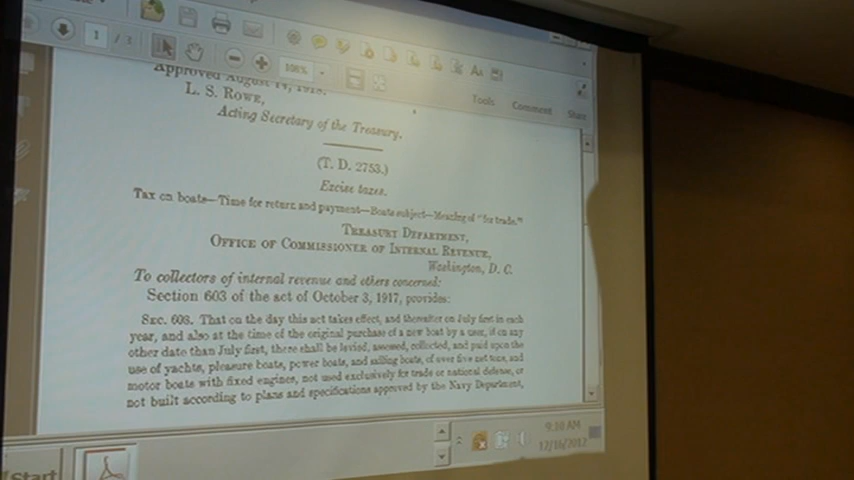 1 / 3
108%
Tools Comment Share
Approved August 14, 1918.
L. S. ROWE,
Acting Secretary of the Treasury.
(T. D. 2753.)
Excise taxes.
Tax on boats—Time for return and payment—Boats subject—Meaning of "for trade."
TREASURY DEPARTMENT,
OFFICE OF COMMISSIONER OF INTERNAL REVENUE,
Washington, D. C.
To collectors of internal revenue and others concerned:
Section 603 of the act of October 3, 1917, provides:
SEC. 603. That on the day this act takes effect, and thereafter on July first in each
year, and also at the time of the original purchase of a new boat by a user, if on any
other date than July first, there shall be levied, assessed, collected, and paid upon the
use of yachts, pleasure boats, power boats, and sailing boats, of over five net tons, and
motor boats with fixed engines, not used exclusively for trade or national defense, or
not built according to plans and specifications approved by the Navy Department,
9:10 AM
Start